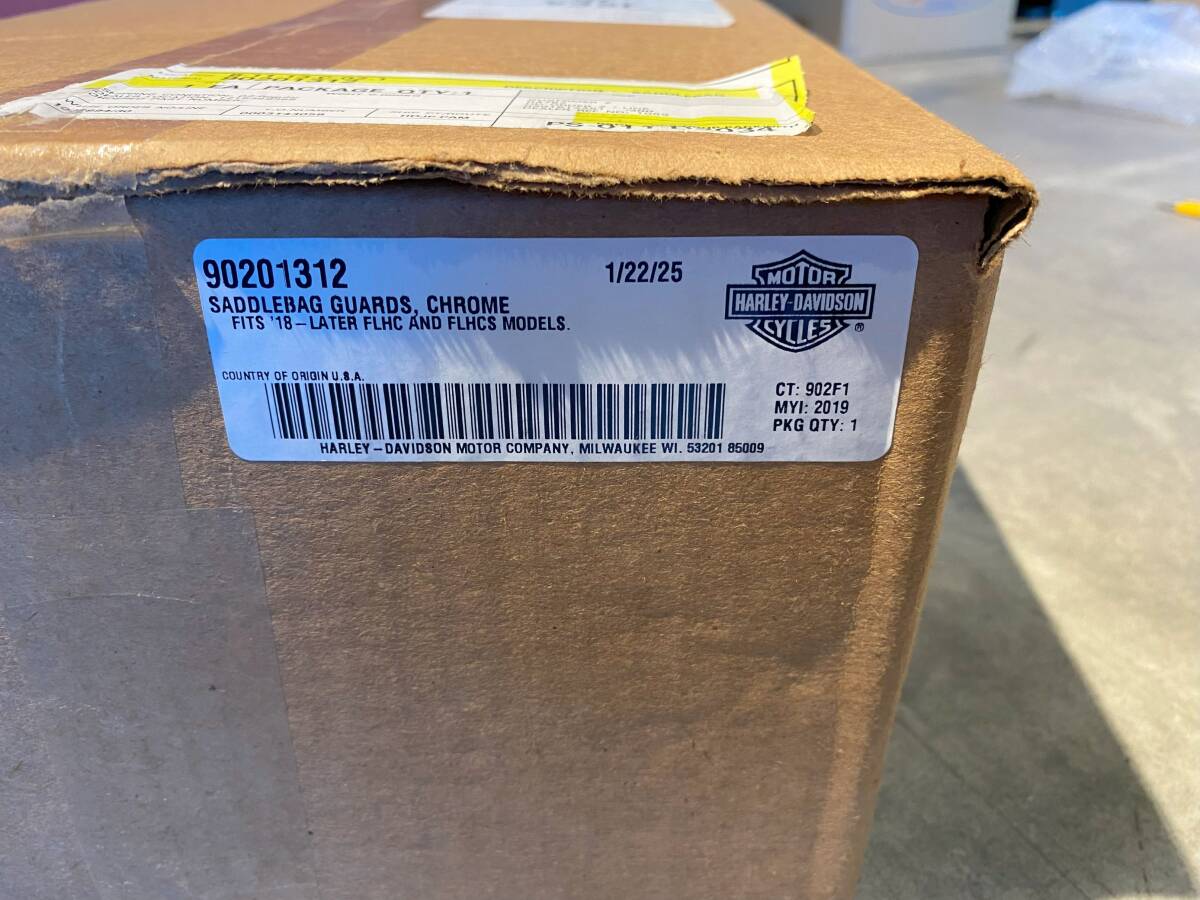 PACKAGE QTY:1
0003143058
90201312
1/22/25
SADDLEBAG GUARDS, CHROME
FITS '18-LATER FLHC AND FLHCS MODELS.
MOTOR
HARLEY-DAVIDSON
CYCLES
®
COUNTRY OF ORIGIN U.S.A.
CT: 902F1
MYI: 2019
PKG QTY: 1
HARLEY-DAVIDSON MOTOR COMPANY, MILWAUKEE WI. 53201 85009